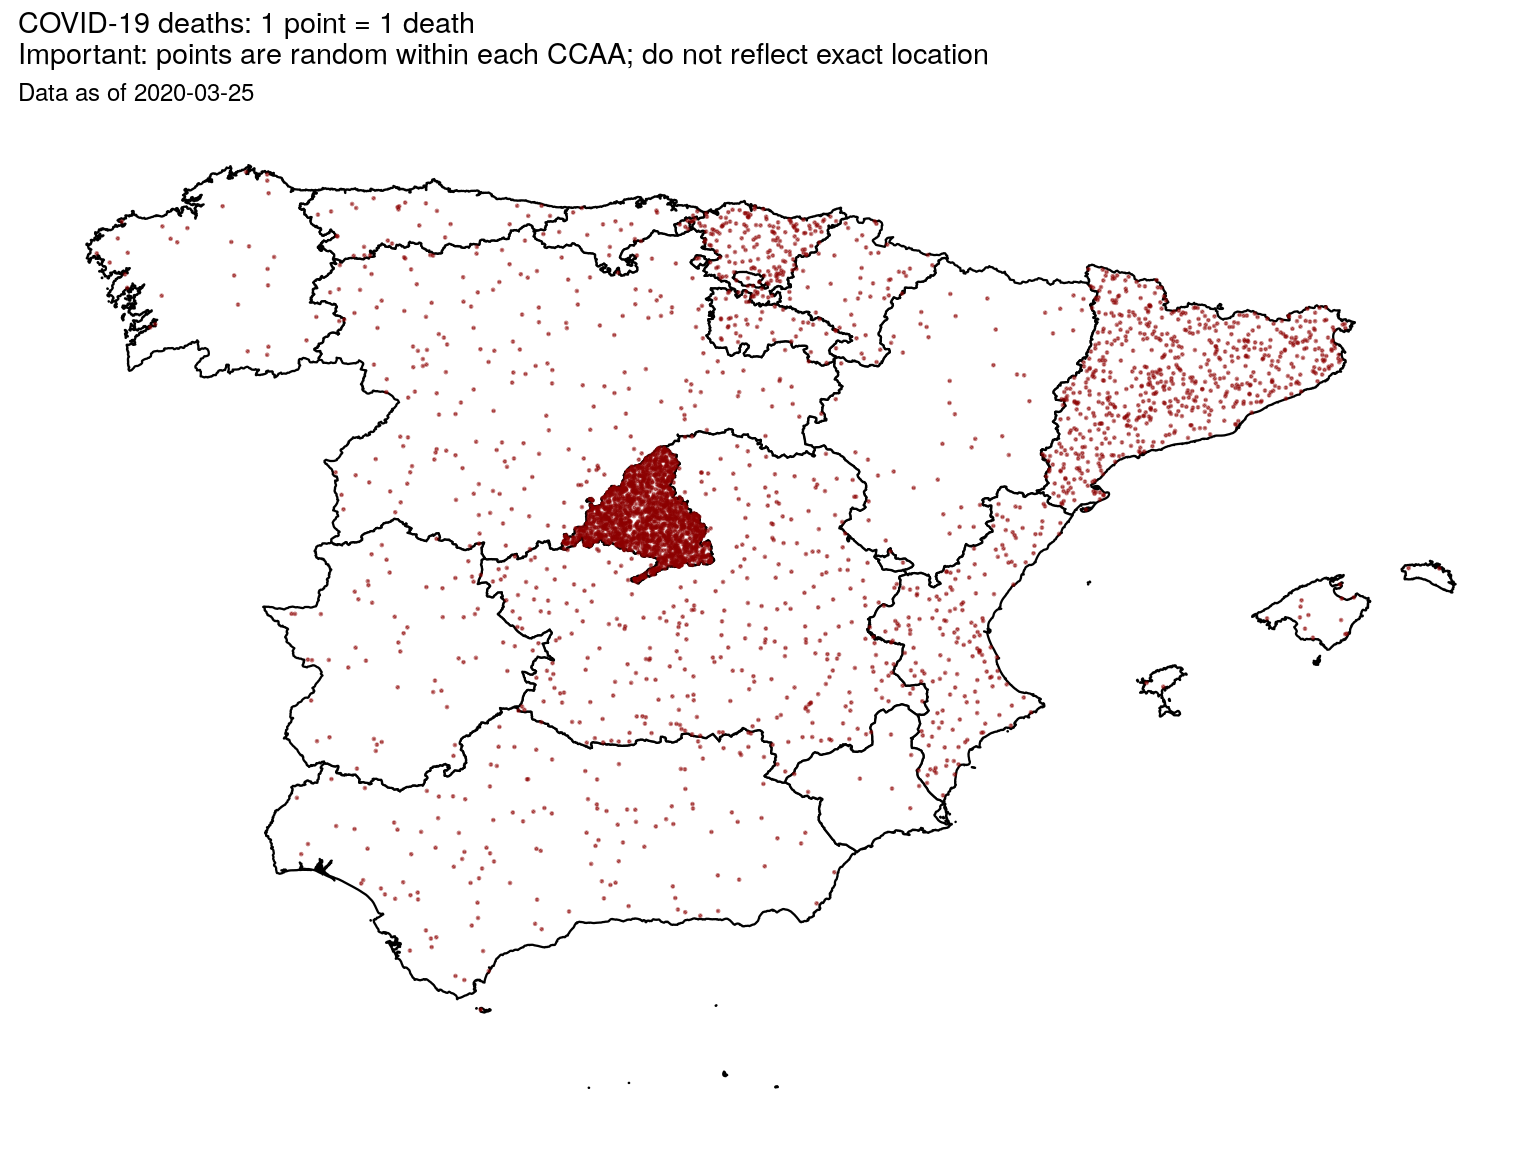 COVID-19 deaths: 1 point = 1 death
Important: points are random within each CCAA; do not reflect exact location
Data as of 2020-03-25